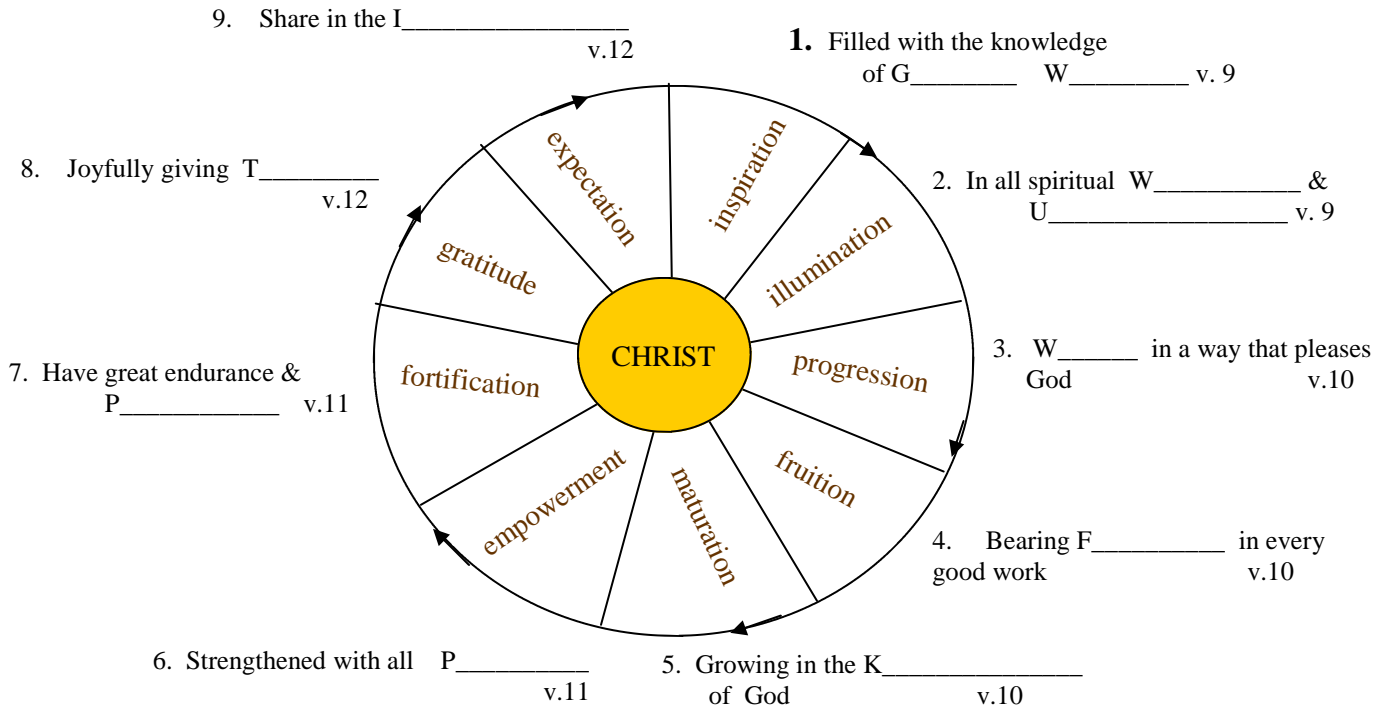 9. Share in the I_________________
v.12
1. Filled with the knowledge
of G________ W_________ v. 9
8. Joyfully giving T_________
v.12
2. In all spiritual W___________ &
U__________________ v. 9
3. W______ in a way that pleases
God v.10
7. Have great endurance &
P____________ v.11
4. Bearing F__________ in every
good work v.10
6. Strengthened with all P__________
v.11
5. Growing in the K_______________
of God v.10
expectation
inspiration
gratitude
illumination
CHRIST
fortification
progression
empowerment
maturation
fruition